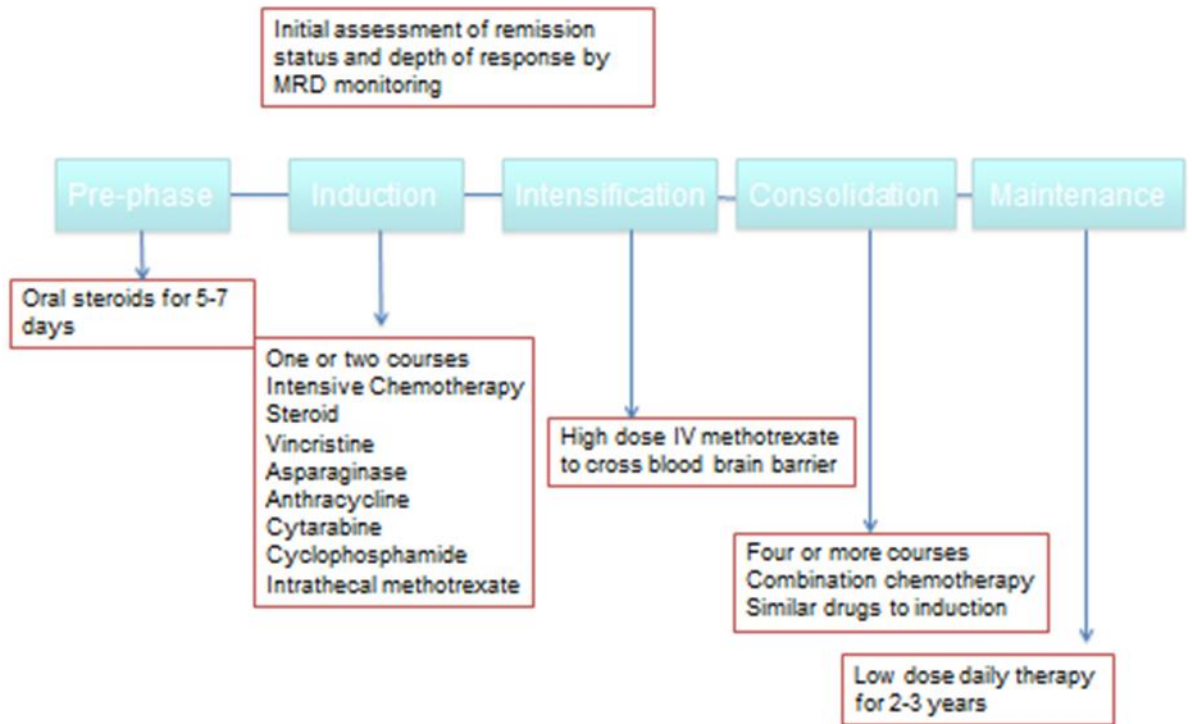 Initial assessment of remission
status and depth of response by
MRD monitoring
Pre-phase
Induction
Intensification
Consolidation
Maintenance
Oral steroids for 5-7
days
One or two courses
Intensive Chemotherapy
Steroid
Vincristine
Asparaginase
Anthracycline
Cytarabine
Cyclophosphamide
Intrathecal methotrexate
High dose IV methotrexate
to cross blood brain barrier
Four or more courses
Combination chemotherapy
Similar drugs to induction
Low dose daily therapy
for 2-3 years